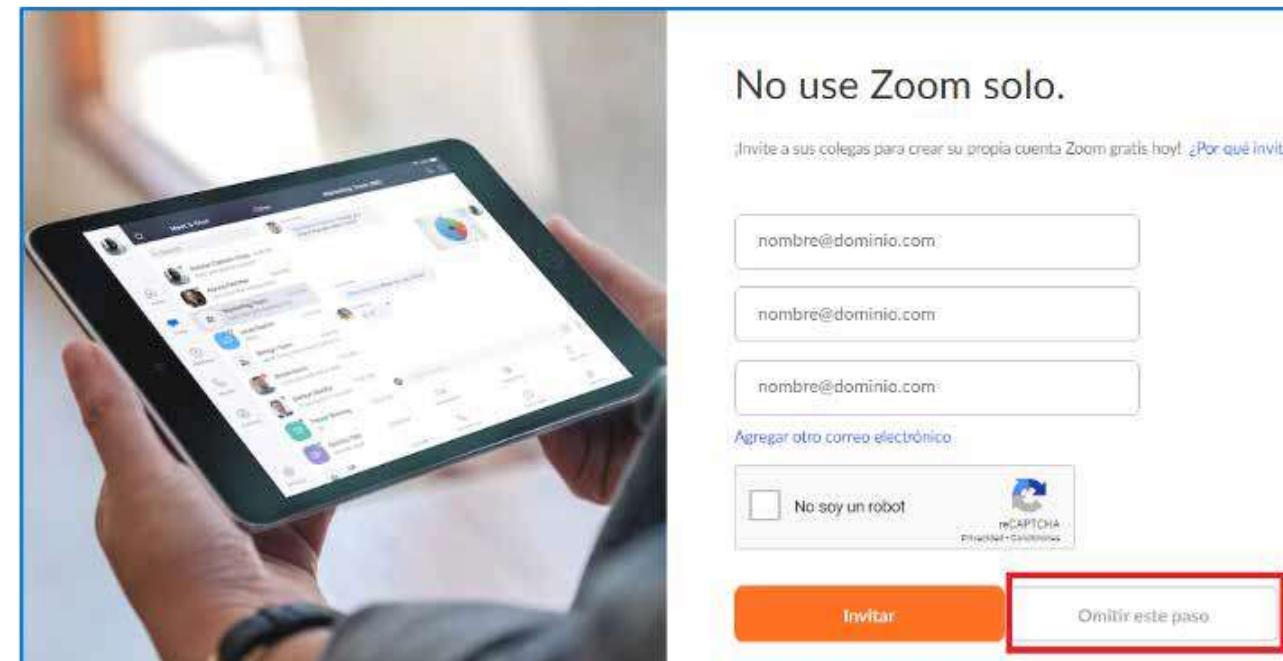 No use Zoom solo.
¡Invite a sus colegas para crear su propia cuenta Zoom gratis hoy! ¿Por qué invit
nombre@dominio.com
nombre@dominio.com
nombre@dominio.com
Agregar otro correo electrónico
No soy un robot
reCAPTCHA
Privacidad - Condiciones
Invitar
Omitir este paso